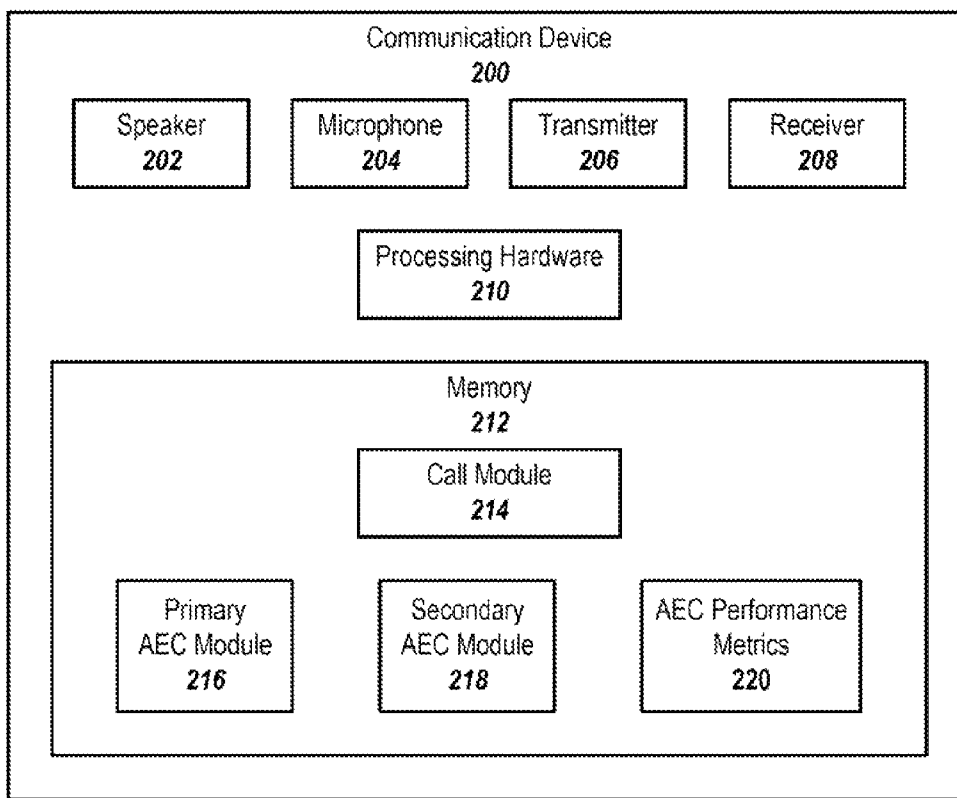 Communication Device
200
Speaker
202
Microphone
204
Transmitter
206
Receiver
208
Processing Hardware
210
Memory
212
Call Module
214
Primary
AEC Module
216
Secondary
AEC Module
218
AEC Performance
Metrics
220